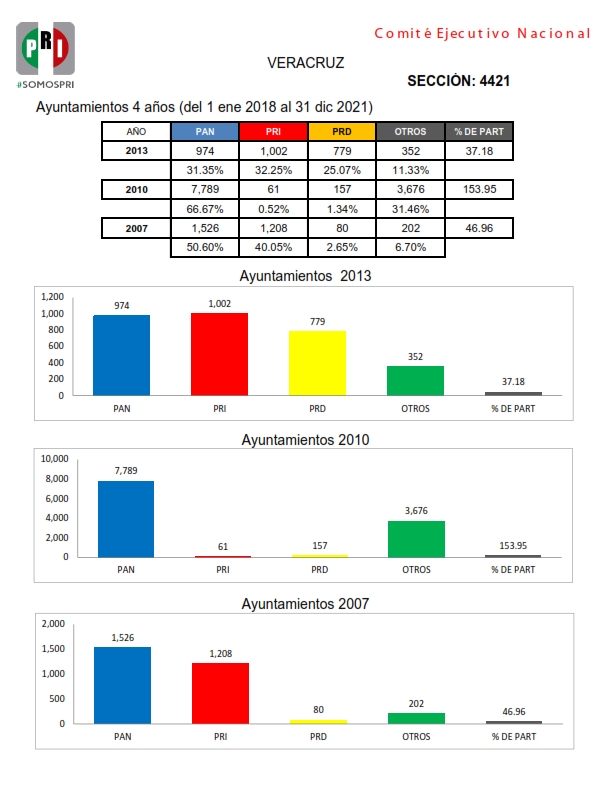 Comité Ejecutivo Nacional
PRI
#SOMOSPRI
VERACRUZ
SECCIÓN: 4421
Ayuntamientos 4 años (del 1 ene 2018 al 31 dic 2021)
AÑO PAN PRI PRD OTROS % DE PART
2013 974 1,002 779 352 37.18
31.35% 32.25% 25.07% 11.33%
2010 7,789 61 157 3,676 153.95
66.67% 0.52% 1.34% 31.46%
2007 1,526 1,208 80 202 46.96
50.60% 40.05% 2.65% 6.70%
Ayuntamientos 2013
1,200
1,000
800
600
400
200
0
974 1,002 779 352 37.18
PAN PRI PRD OTROS % DE PART
Ayuntamientos 2010
10,000
8,000
6,000
4,000
2,000
0
7,789 61 157 3,676 153.95
PAN PRI PRD OTROS % DE PART
Ayuntamientos 2007
2,000
1,500
1,000
500
0
1,526 1,208 80 202 46.96
PAN PRI PRD OTROS % DE PART